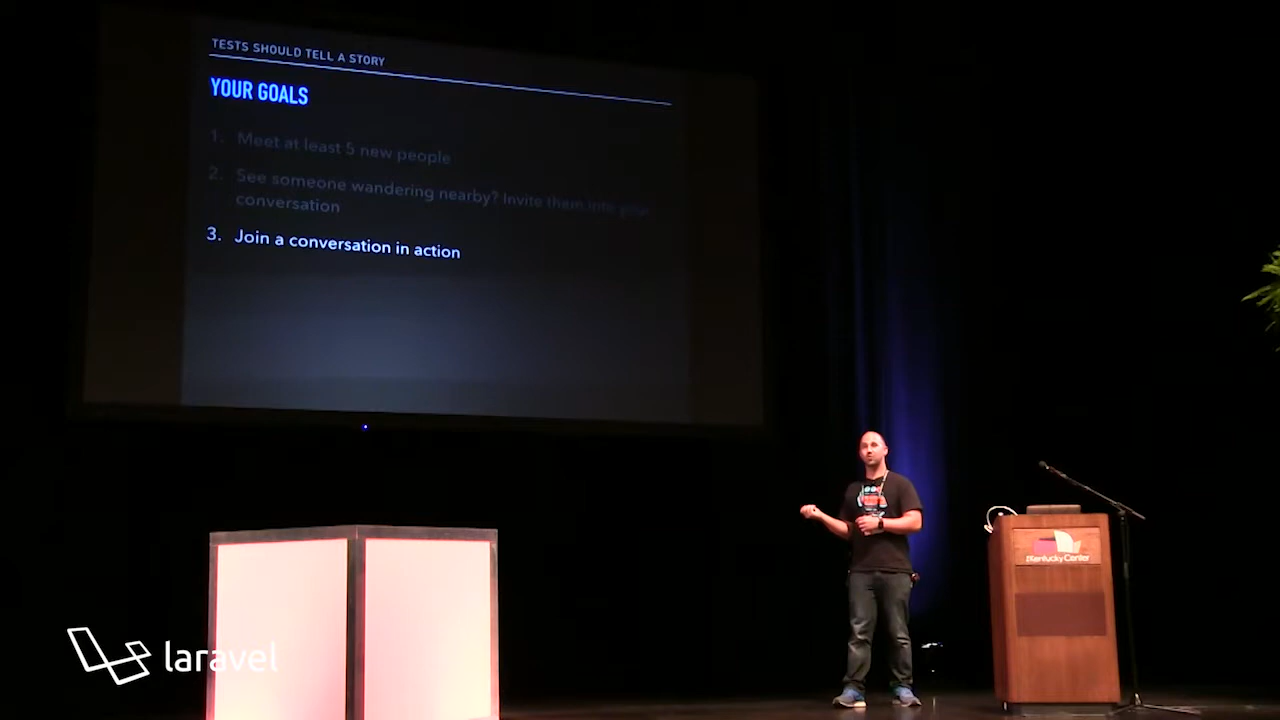 TESTS SHOULD TELL A STORY
YOUR GOALS
1. Meet at least 5 new people
2. See someone wandering nearby? Invite them into your
conversation
3. Join a conversation in action
Kentucky Center
laravel